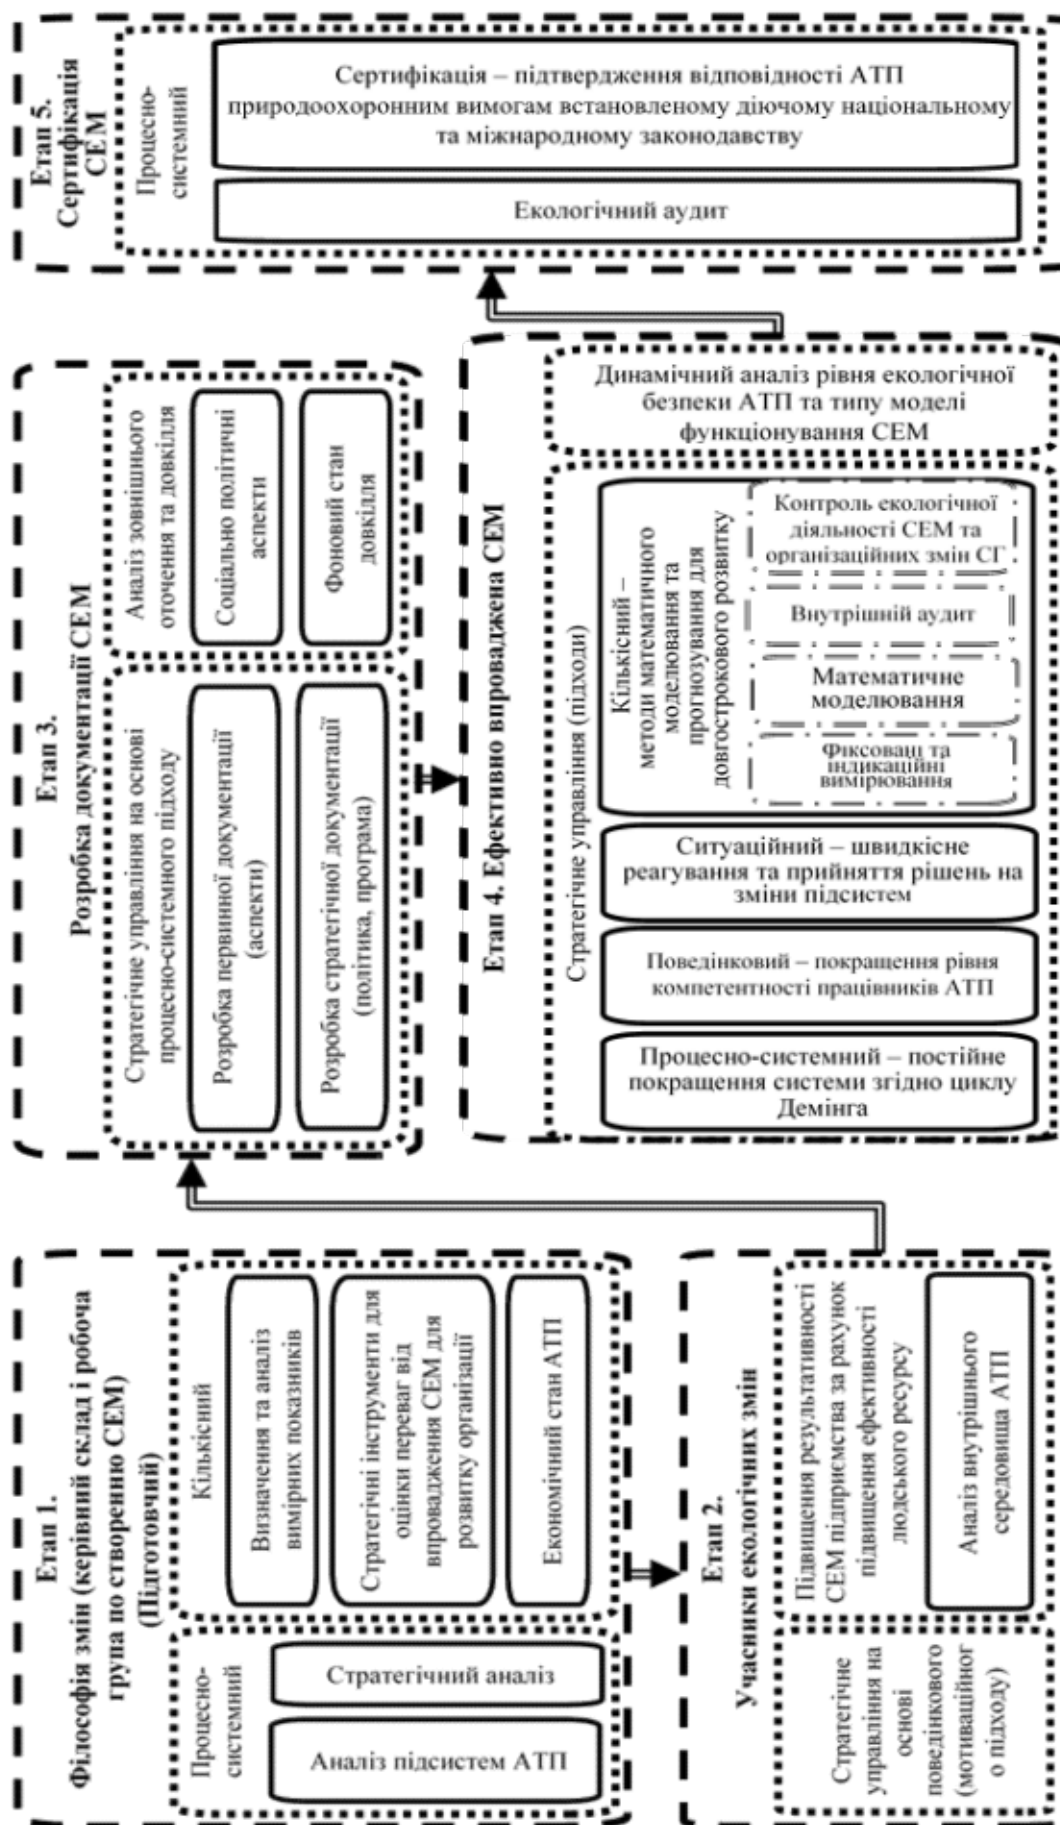 Етап 1.
Філософія змін (керівний склад і робоча
група по створенню СЕМ)
(Підготовчий)
Процесно-
системний
Аналіз підсистем АТП
Стратегічний аналіз
Кількісний
Визначення та аналіз
вимірних показників
Стратегічні інструменти для
оцінки переваг від
впровадження СЕМ для
розвитку організації
Економічний стан АТП
Етап 2.
Учасники екологічних змін
Стратегічне
управління на
основі
поведінкового
(мотиваційног
о підходу)
Підвищення результативності
СЕМ підприємства за рахунок
підвищення ефективності
людського ресурсу
Аналіз внутрішнього
середовища АТП
Етап 3.
Розробка документації СЕМ
Стратегічне управління на основі
процесно-системного підходу
Розробка первинної документації
(аспекти)
Розробка стратегічної документації
(політика, програма)
Аналіз зовнішнього
оточення та довкілля
Соціально політичні
аспекти
Фоновий стан
довкілля
Етап 4. Ефективно впроваджена СЕМ
Стратегічне управління (підходи)
Процесно-системний – постійне
покращення системи згідно циклу
Демінга
Поведінковий – покращення рівня
компетентності працівників АТП
Ситуаційний – швидкісне
реагування та прийняття рішень на
зміни підсистем
Кількісний –
методи математичного
моделювання та
прогнозування для
довгострокового розвитку
Фіксовані та
індикаційні
вимірювання
Математичне
моделювання
Внутрішній аудит
Контроль екологічної
діяльності СЕМ та
організаційних змін СГ
Динамічний аналіз рівня екологічної
безпеки АТП та типу моделі
функціонування СЕМ
Етап 5.
Сертифікація
СЕМ
Процесно-
системний
Екологічний аудит
Сертифікація – підтвердження відповідності АТП
природоохоронним вимогам встановленому діючому національному
та міжнародному законодавству